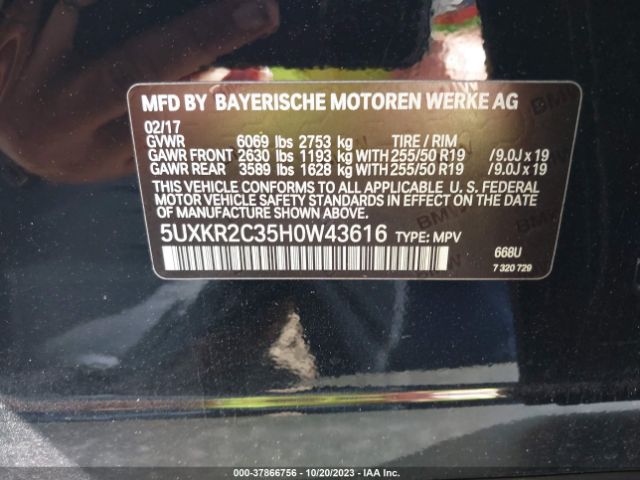 MFD BY BAYERISCHE MOTOREN WERKE AG
02/17
GVWR 6069 lbs 2753 kg TIRE / RIM
GAWR FRONT 2630 lbs 1193 kg WITH 255/50 R19 /9.0J x 19
GAWR REAR 3589 lbs 1628 kg WITH 255/50 R19 /9.0J x 19
THIS VEHICLE CONFORMS TO ALL APPLICABLE U. S. FEDERAL
MOTOR VEHICLE SAFETY STANDARDS IN EFFECT ON THE
DATE OF MANUFACTURE SHOWN ABOVE.
5UXKR2C35H0W43616 TYPE: MPV
668U
7 320 729
000-37866756 - 10/20/2023 - IAA Inc.